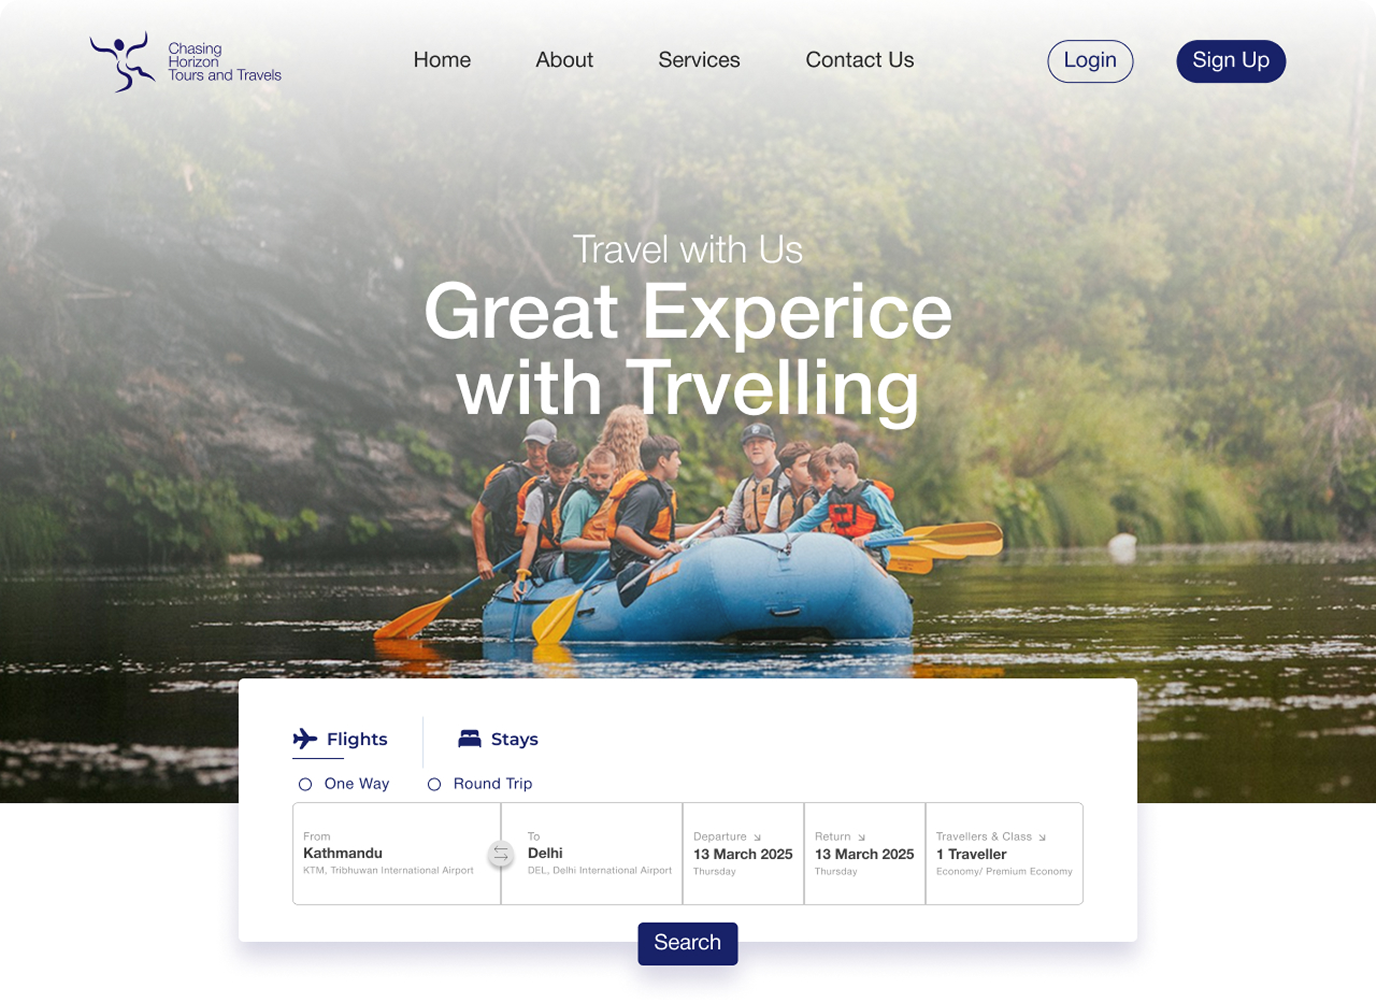 Chasing
Horizon
Tours and Travels
Home
About
Services
Contact Us
Login
Sign Up
Travel with Us
Great Experice
with Trvelling
Flights
Stays
One Way
Round Trip
From
Kathmandu
KTM, Tribhuwan International Airport
To
Delhi
DEL, Delhi International Airport
Departure
13 March 2025
Thursday
Return
13 March 2025
Thursday
Travellers & Class
1 Traveller
Economy/ Premium Economy
Search